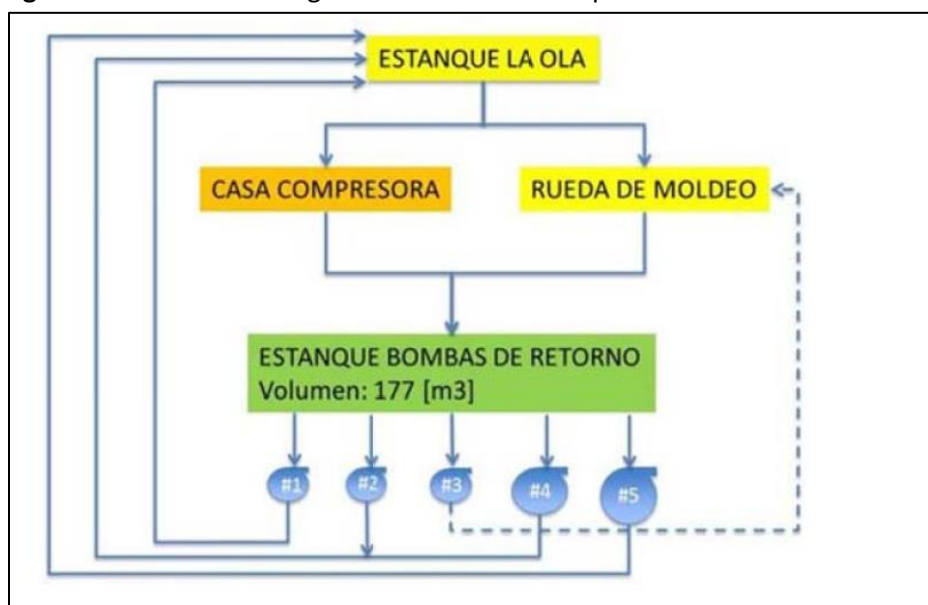 ESTANQUE LA OLA
CASA COMPRESORA
RUEDA DE MOLDEO
ESTANQUE BOMBAS DE RETORNO
Volumen: 177 [m3]
#1
#2
#3
#4
#5